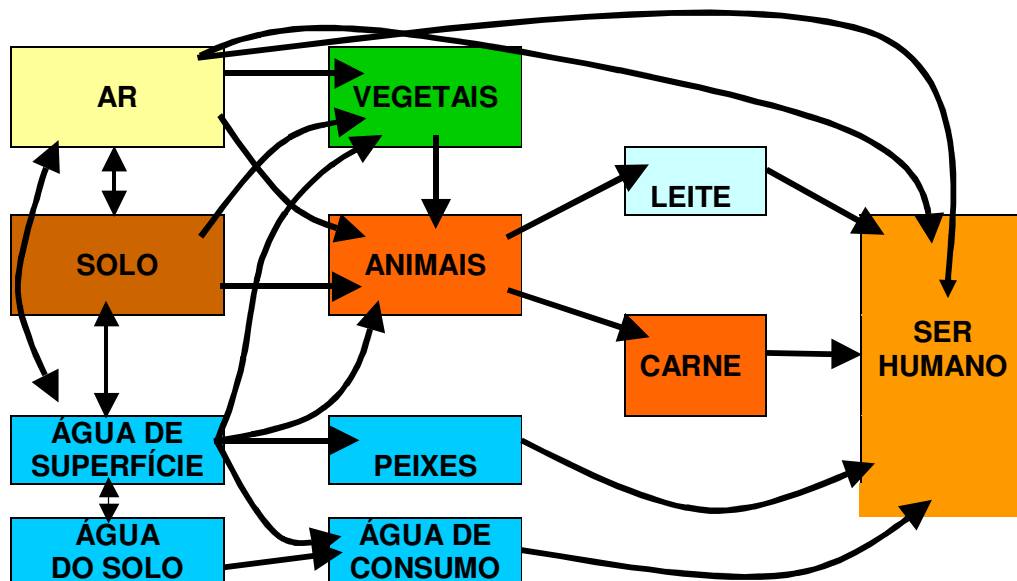 AR
VEGETAIS
LEITE
SOLO
ANIMAIS
SER
HUMANO
CARNE
ÁGUA DE
SUPERFÍCIE
PEIXES
ÁGUA
DO SOLO
ÁGUA DE
CONSUMO